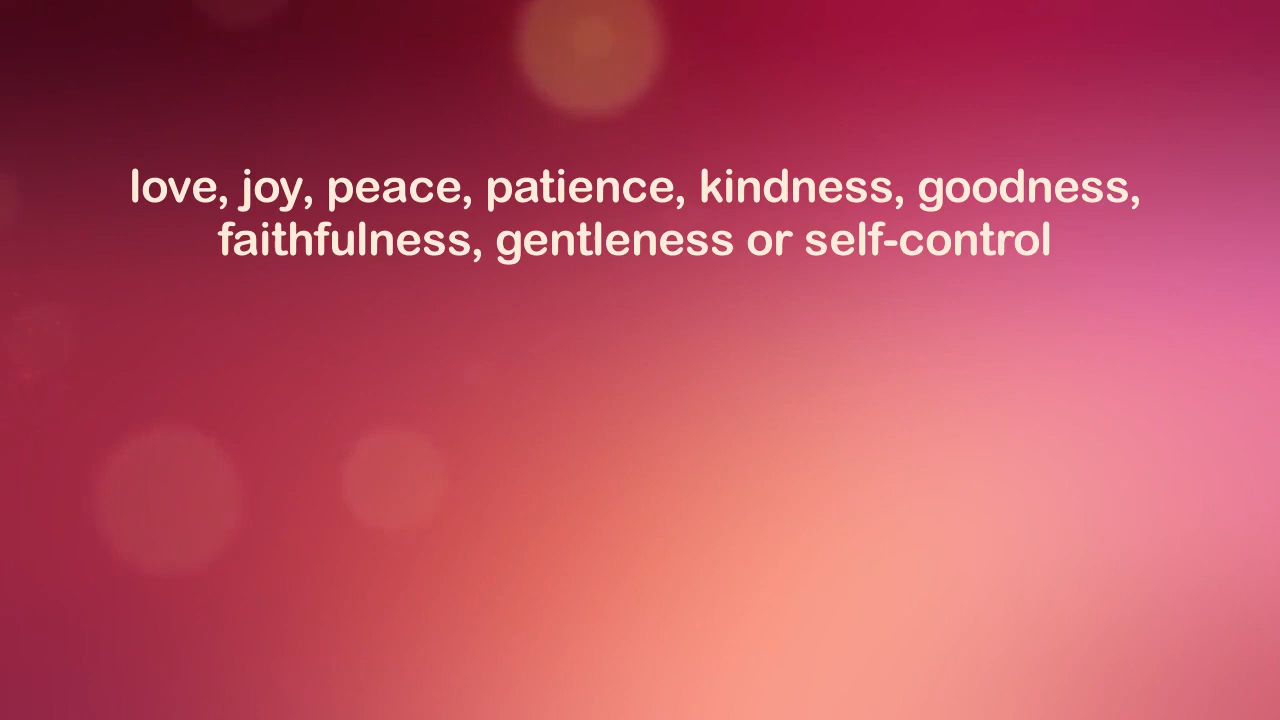 love, joy, peace, patience, kindness, goodness,
faithfulness, gentleness or self-control